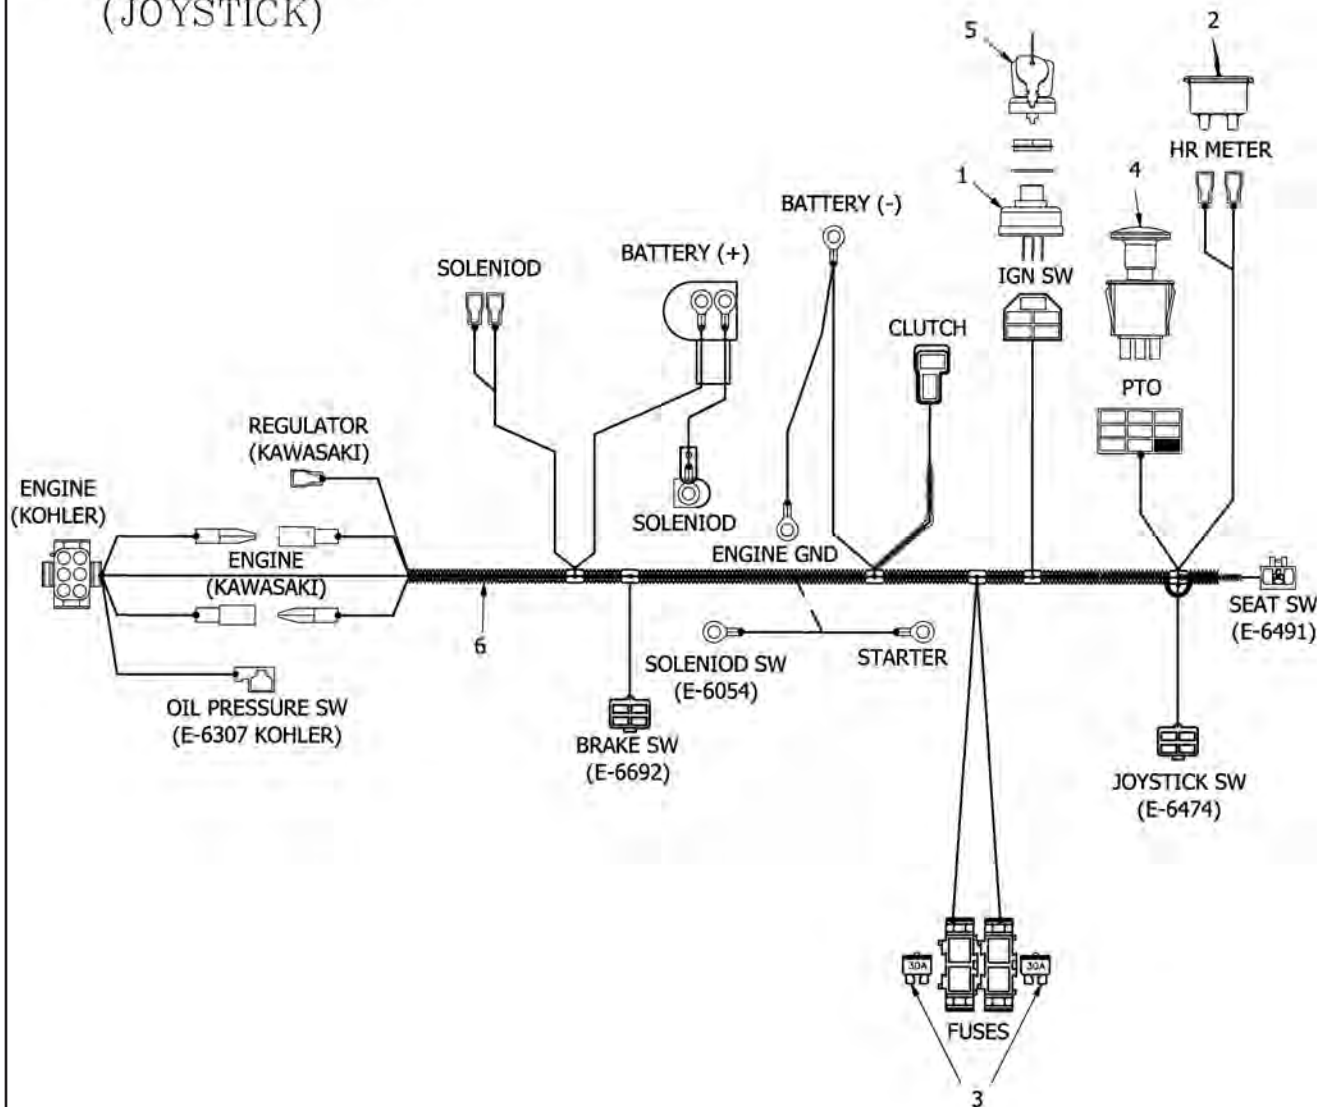 (JOYSTICK)
5
2
HR METER
1
4
BATTERY (-)
BATTERY (+)
SOLENIOD
IGN SW
CLUTCH
PTO
REGULATOR
(KAWASAKI)
ENGINE
(KOHLER)
SOLENIOD
ENGINE GND
ENGINE
(KAWASAKI)
SEAT SW
(E-6491)
6
SOLENIOD SW
(E-6054)
STARTER
OIL PRESSURE SW
(E-6307 KOHLER)
BRAKE SW
(E-6692)
JOYSTICK SW
(E-6474)
30A
30A
FUSES
3